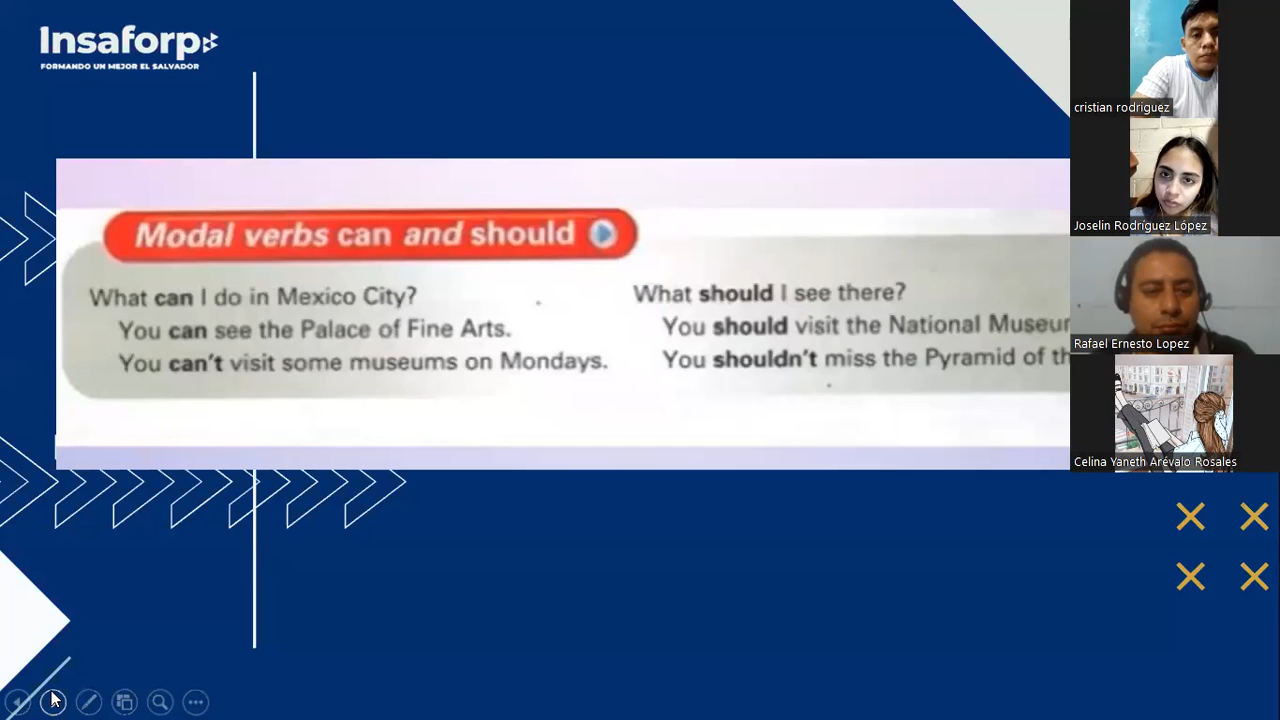 Insaforp
FORMANDO UN MEJOR EL SALVADOR
Modal verbs can and should
What can I do in Mexico City?
You can see the Palace of Fine Arts.
You can't visit some museums on Mondays.
What should I see there?
You should visit the National
You shouldn't miss the Pyramid of
cristian rodriguez
Joselin Rodríguez López
Rafael Ernesto Lopez
Celina Yaneth Arévalo Rosales